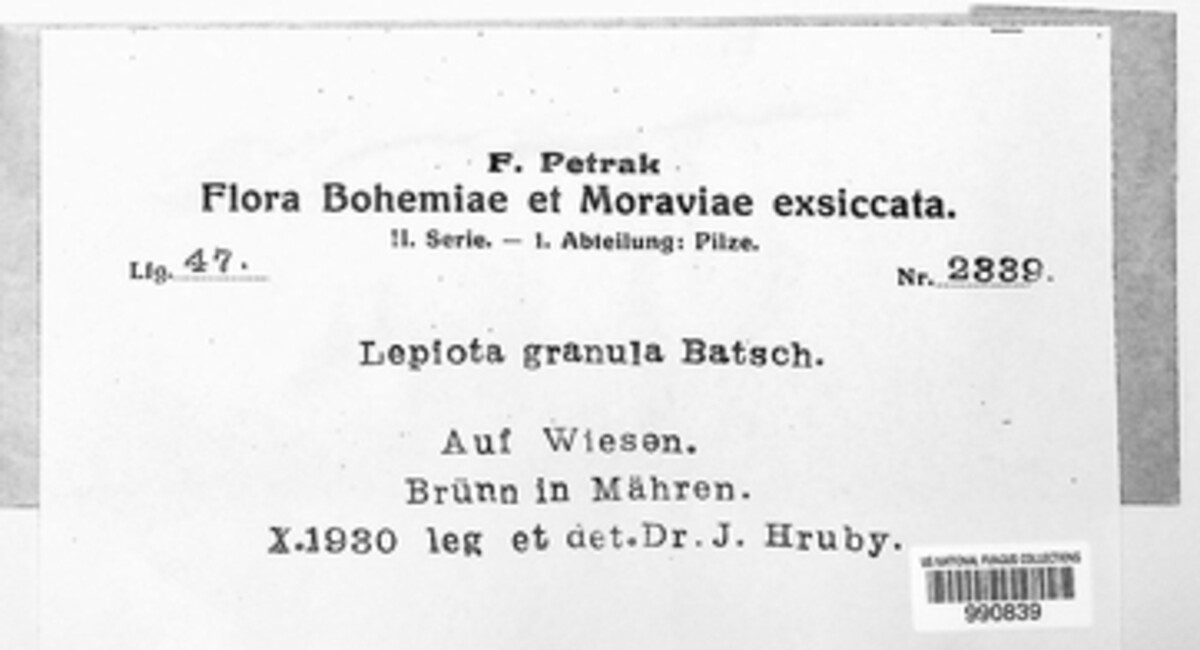 F. Petrak
Flora Bohemiae et Moraviae exsiccata.
II. Serie. — I. Abteilung: Pilze.
Lfg. 47.
Nr. 2339.
Lepiota granula Batsch.
Auf Wiesen.
Brünn in Mähren.
X.1930 leg et det.Dr.J. Hruby.
US NATIONAL FUNGUS COLLECTIONS
990839